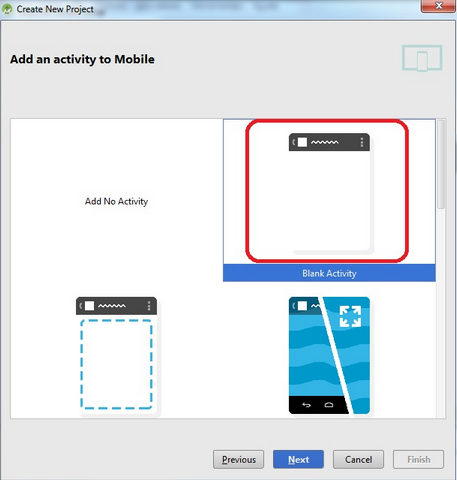 Create New Project
Add an activity to Mobile
Add No Activity
Blank Activity
Previous
Next
Cancel
Finish